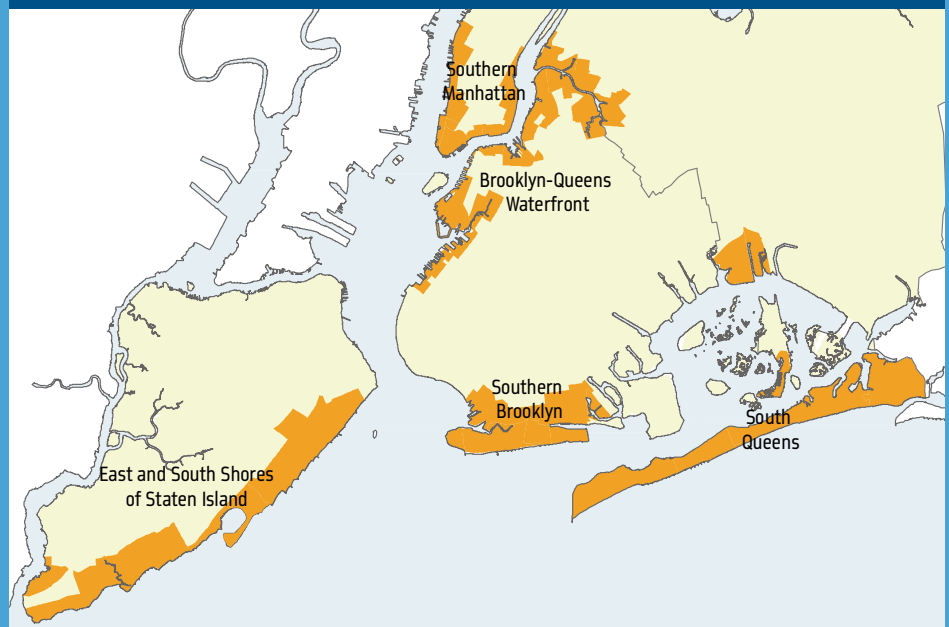 Southern
Manhattan
Brooklyn-Queens
Waterfront
Southern
Brooklyn
South
Queens
East and South Shores
of Staten Island